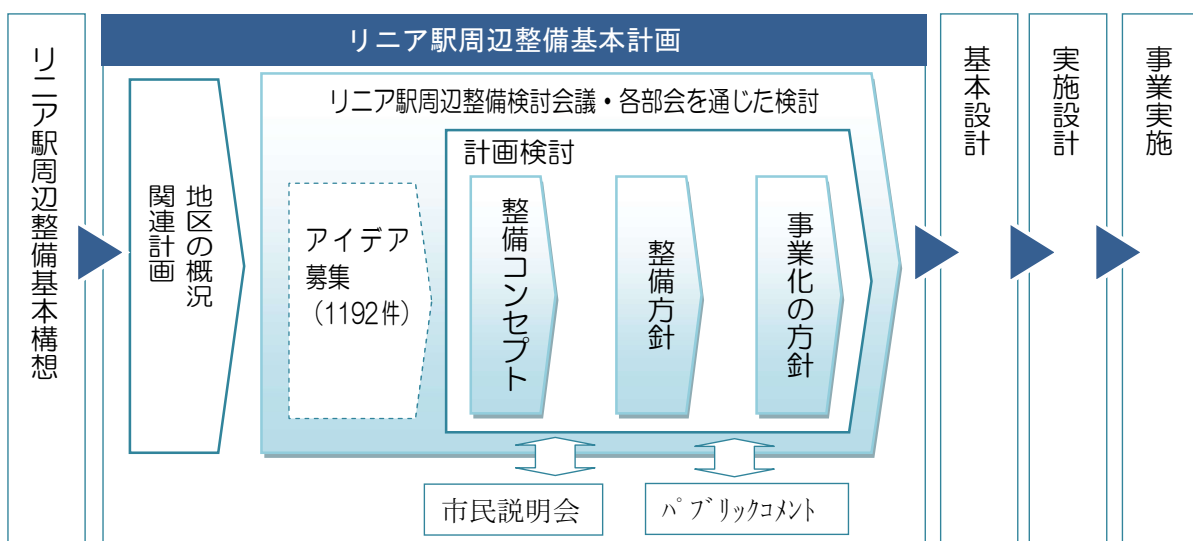 リニア駅周辺整備基本構想
リニア駅周辺整備基本計画
地区の概況
関連計画
リニア駅周辺整備検討会議・各部会を通じた検討
アイデア
募集
（1192件）
計画検討
整備コンセプト
整備方針
事業化の方針
市民説明会
ﾊﾟﾌﾞﾘｯｸｺﾒﾝﾄ
基本設計
実施設計
事業実施